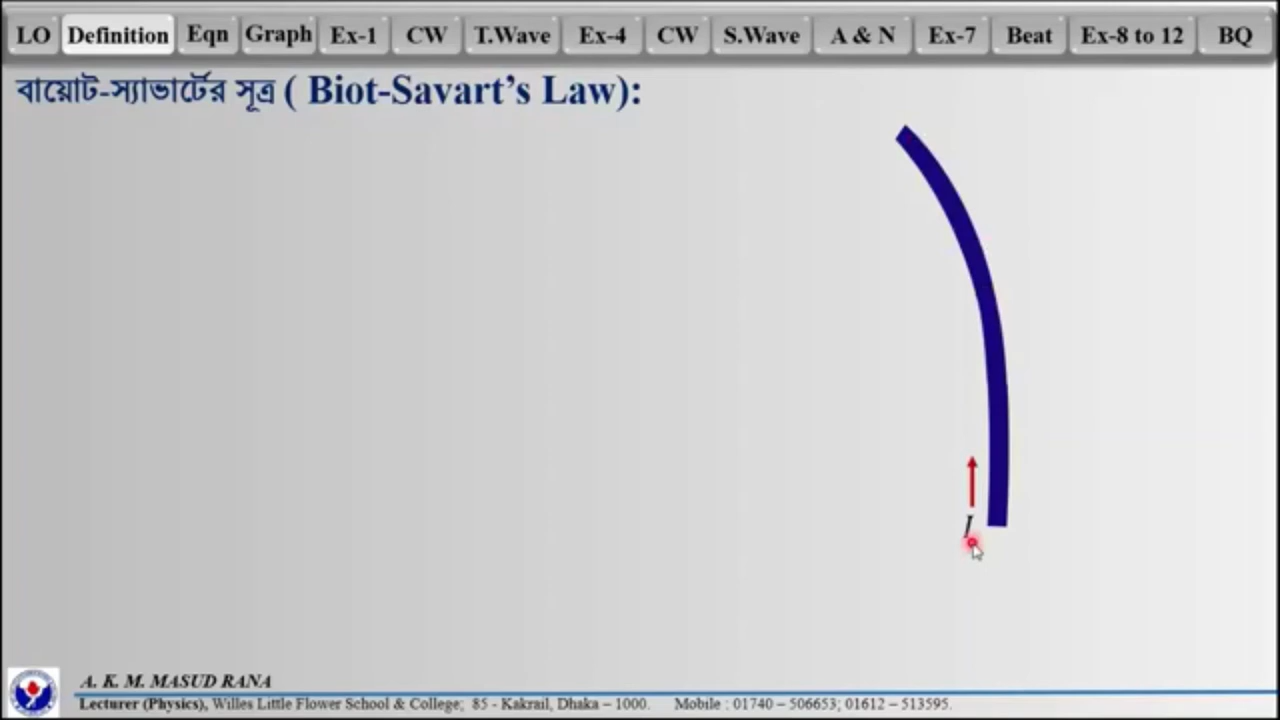 LO Definition Eqn Graph Ex-1 CW T.Wave Ex-4 CW S.Wave A & N Ex-7 Beat Ex-8 to 12 BQ
বায়োট-স্যাভার্টের সূত্র ( Biot-Savart’s Law):
I
A. K. M. MASUD RANA
Lecturer (Physics), Willes Little Flower School & College; 85 - Kakrail, Dhaka – 1000. Mobile : 01740 – 506653; 01612 – 513595.